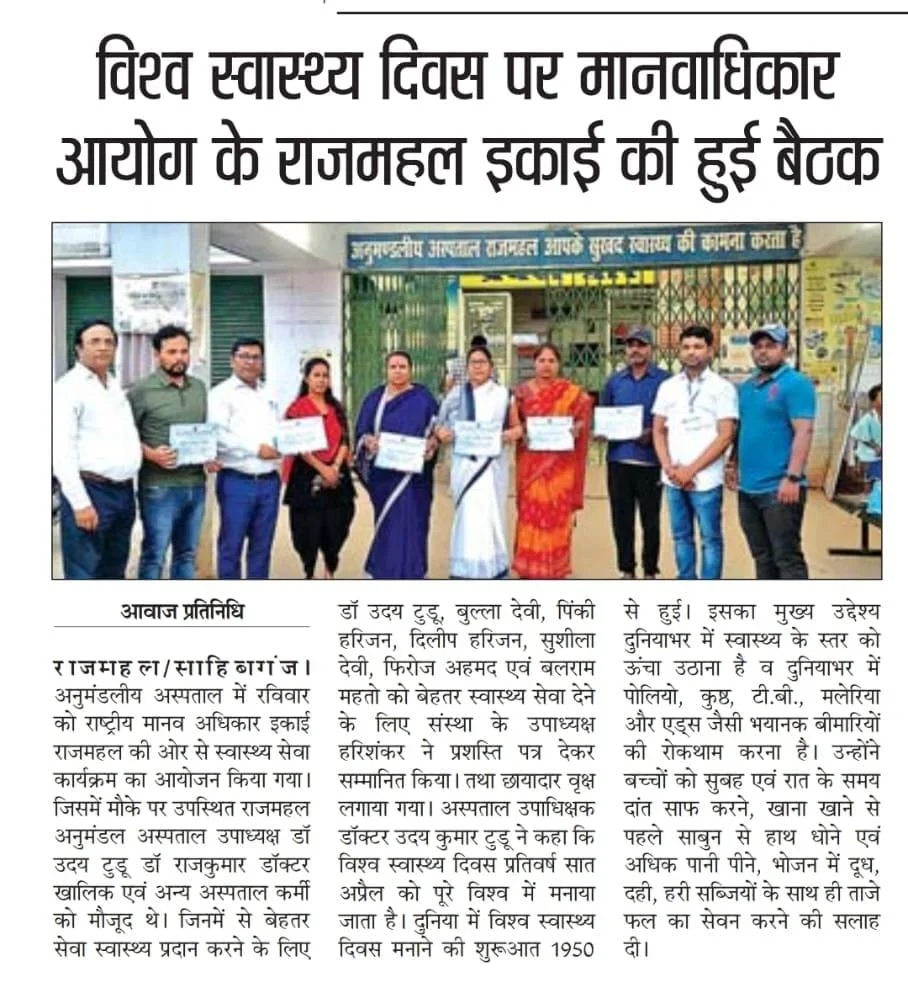 विश्व स्वास्थ्य दिवस पर मानवाधिकार
आयोग के राजमहल इकाई की हुई बैठक
अनुमण्डलीय अस्पताल राजमहल आपके सुखद स्वास्थ्य की कामना करता है
आवाज प्रतिनिधि
राजमहल/साहिबगंज।
अनुमंडलीय अस्पताल में रविवार
को राष्ट्रीय मानव अधिकार इकाई
राजमहल की ओर से स्वास्थ्य सेवा
कार्यक्रम का आयोजन किया गया।
जिसमें मौके पर उपस्थित राजमहल
अनुमंडल अस्पताल उपाध्यक्ष डॉ
उदय टुडू डॉ राजकुमार डॉक्टर
खालिक एवं अन्य अस्पताल कर्मी
को मौजूद थे। जिनमें से बेहतर
सेवा स्वास्थ्य प्रदान करने के लिए
डॉ उदय टुडू, बुल्ला देवी, पिंकी
हरिजन, दिलीप हरिजन, सुशीला
देवी, फिरोज अहमद एवं बलराम
महतो को बेहतर स्वास्थ्य सेवा देने
के लिए संस्था के उपाध्यक्ष
हरिशंकर ने प्रशस्ति पत्र देकर
सम्मानित किया। तथा छायादार वृक्ष
लगाया गया। अस्पताल उपाधिक्षक
डॉक्टर उदय कुमार टुडू ने कहा कि
विश्व स्वास्थ्य दिवस प्रतिवर्ष सात
अप्रैल को पूरे विश्व में मनाया
जाता है। दुनिया में विश्व स्वास्थ्य
दिवस मनाने की शुरूआत 1950
से हुई। इसका मुख्य उद्देश्य
दुनियाभर में स्वास्थ्य के स्तर को
ऊंचा उठाना है व दुनियाभर में
पोलियो, कुष्ठ, टी.बी., मलेरिया
और एड्स जैसी भयानक बीमारियों
की रोकथाम करना है। उन्होंने
बच्चों को सुबह एवं रात के समय
दांत साफ करने, खाना खाने से
पहले साबुन से हाथ धोने एवं
अधिक पानी पीने, भोजन में दूध,
दही, हरी सब्जियों के साथ ही ताजे
फल का सेवन करने की सलाह
दी।